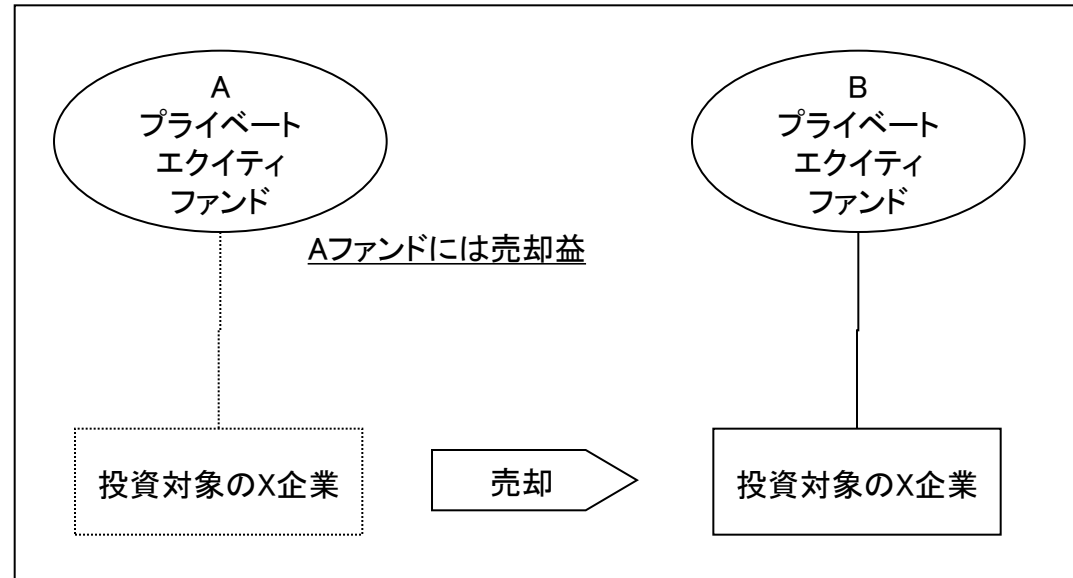 A
プライベート
エクイティ
ファンド
B
プライベート
エクイティ
ファンド
Aファンドには売却益
投資対象のX企業
売却
投資対象のX企業